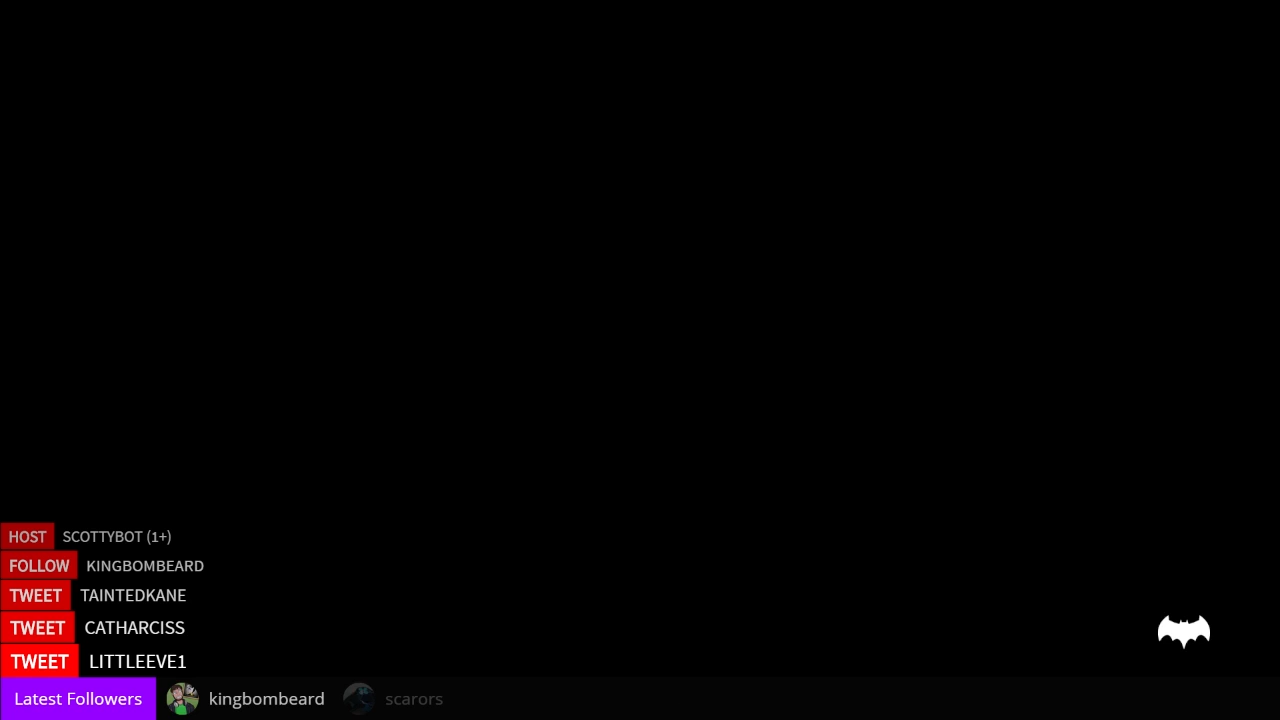 HOST SCOTTYBOT (1+)
FOLLOW KINGBOMBEARD
TWEET TAINTEDKANE
TWEET CATHARCISS
TWEET LITTLEEVE1
Latest Followers kingbombeard scarors